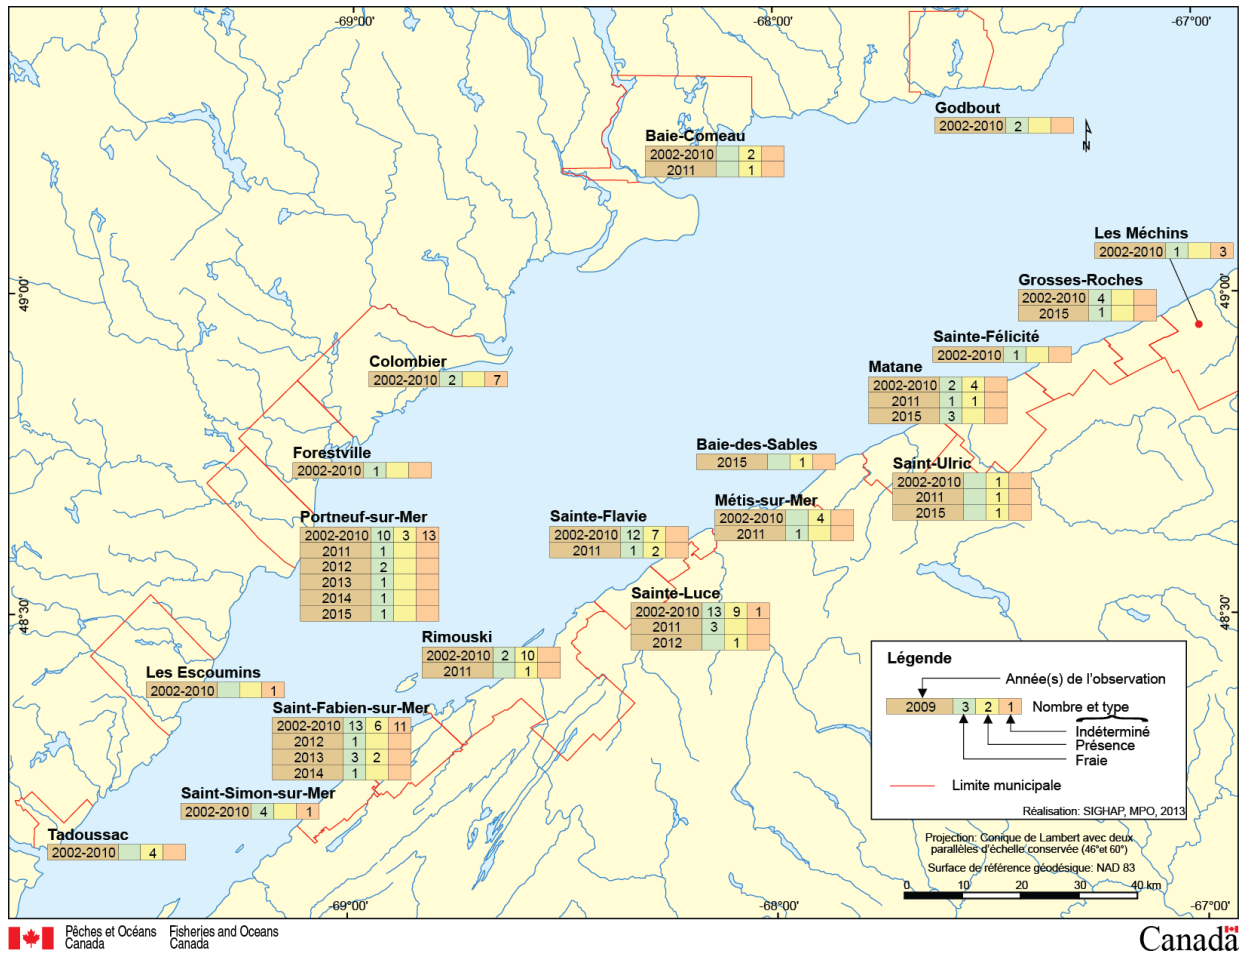 -69°00'
-68°00'
-67°00'
Godbout
2002-2010 2
N
Baie-Comeau
2002-2010 2
2011 1
Les Méchins
2002-2010 1 3
49°00'
49°00'
Grosses-Roches
2002-2010 4
2015 1
Sainte-Félicité
2002-2010 1
Colombier
2002-2010 2 7
Matane
2002-2010 2 4
2011 1 1
2015 3
Baie-des-Sables
2015 1
Forestville
2002-2010 1
Saint-Ulric
2002-2010 1
2011 1
2015 1
Métis-sur-Mer
2002-2010 4
2011 1
Portneuf-sur-Mer
2002-2010 10 3 13
2011 1
2012 2
2013 1
2014 1
2015 1
Sainte-Flavie
2002-2010 12 7
2011 1 2
48°30'
48°30'
Sainte-Luce
2002-2010 13 9 1
2011 3
2012 1
Rimouski
2002-2010 2 10
2011 1
Les Escoumins
2002-2010 1
Saint-Fabien-sur-Mer
2002-2010 13 6 11
2012 1
2013 3 2
2014 1
Saint-Simon-sur-Mer
2002-2010 4 1
Tadoussac
2002-2010 4
Légende
Année(s) de l'observation
2009 3 2 1 Nombre et type
Indéterminé
Présence
Fraie
Limite municipale
Réalisation: SIGHAP, MPO, 2013
Projection: Conique de Lambert avec deux
parallèles d'échelle conservée (46°et 60°)
Surface de référence géodésique: NAD 83
0 10 20 30 40 km
-69°00'
-68°00'
-67°00'
Pêches et Océans
Canada
Fisheries and Oceans
Canada
Canada